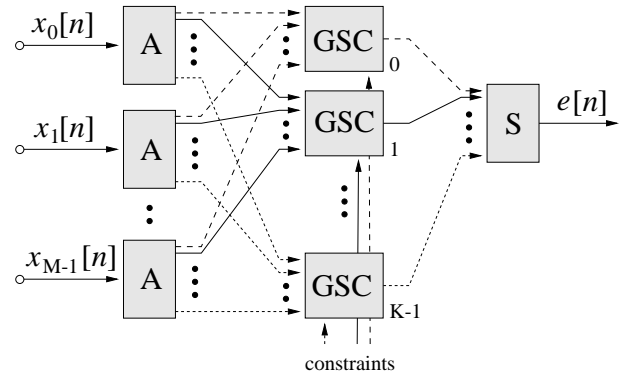 x0[n]
A
GSC
0
x1[n]
A
GSC
1
S
e[n]
xM-1[n]
A
GSC
K-1
constraints